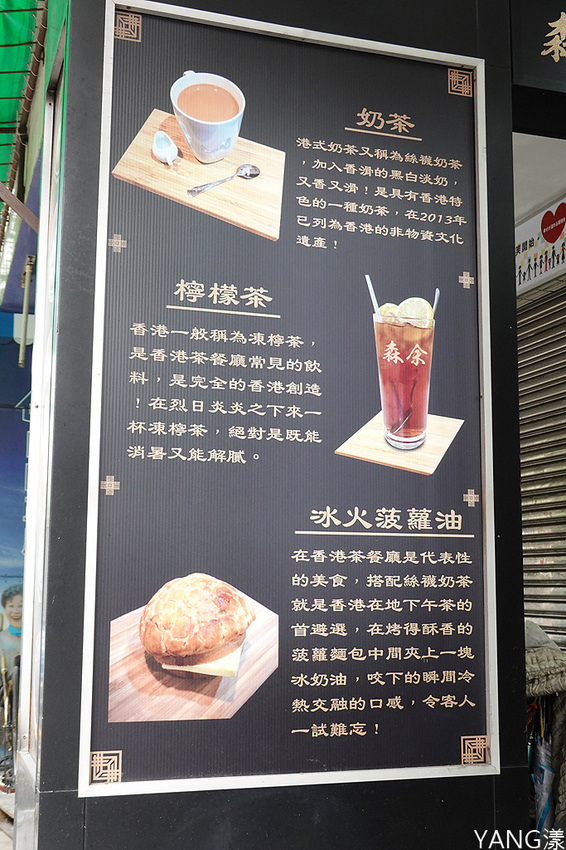 森
奶茶
港式奶茶又稱為絲襪奶茶
，加入香滑的黑白淡奶，
又香又滑！是具有香港特
色的一種奶茶，在2013年
已列為香港的非物資文化
遺產！
檸檬茶
香港一般稱為凍檸茶，
是香港茶餐廳常見的飲
料，是完全的香港創造
！在烈日炎炎之下來一
杯凍檸茶，絕對是既能
消暑又能解膩。
森余
冰火菠蘿油
在香港茶餐廳是代表性
的美食，搭配絲襪奶茶
就是香港在地下午茶的
首避選，在烤得酥香的
菠蘿麵包中間夾上一塊
冰奶油，咬下的瞬間冷
熱交融的口感，令客人
一試難忘！
開始
YANG漾